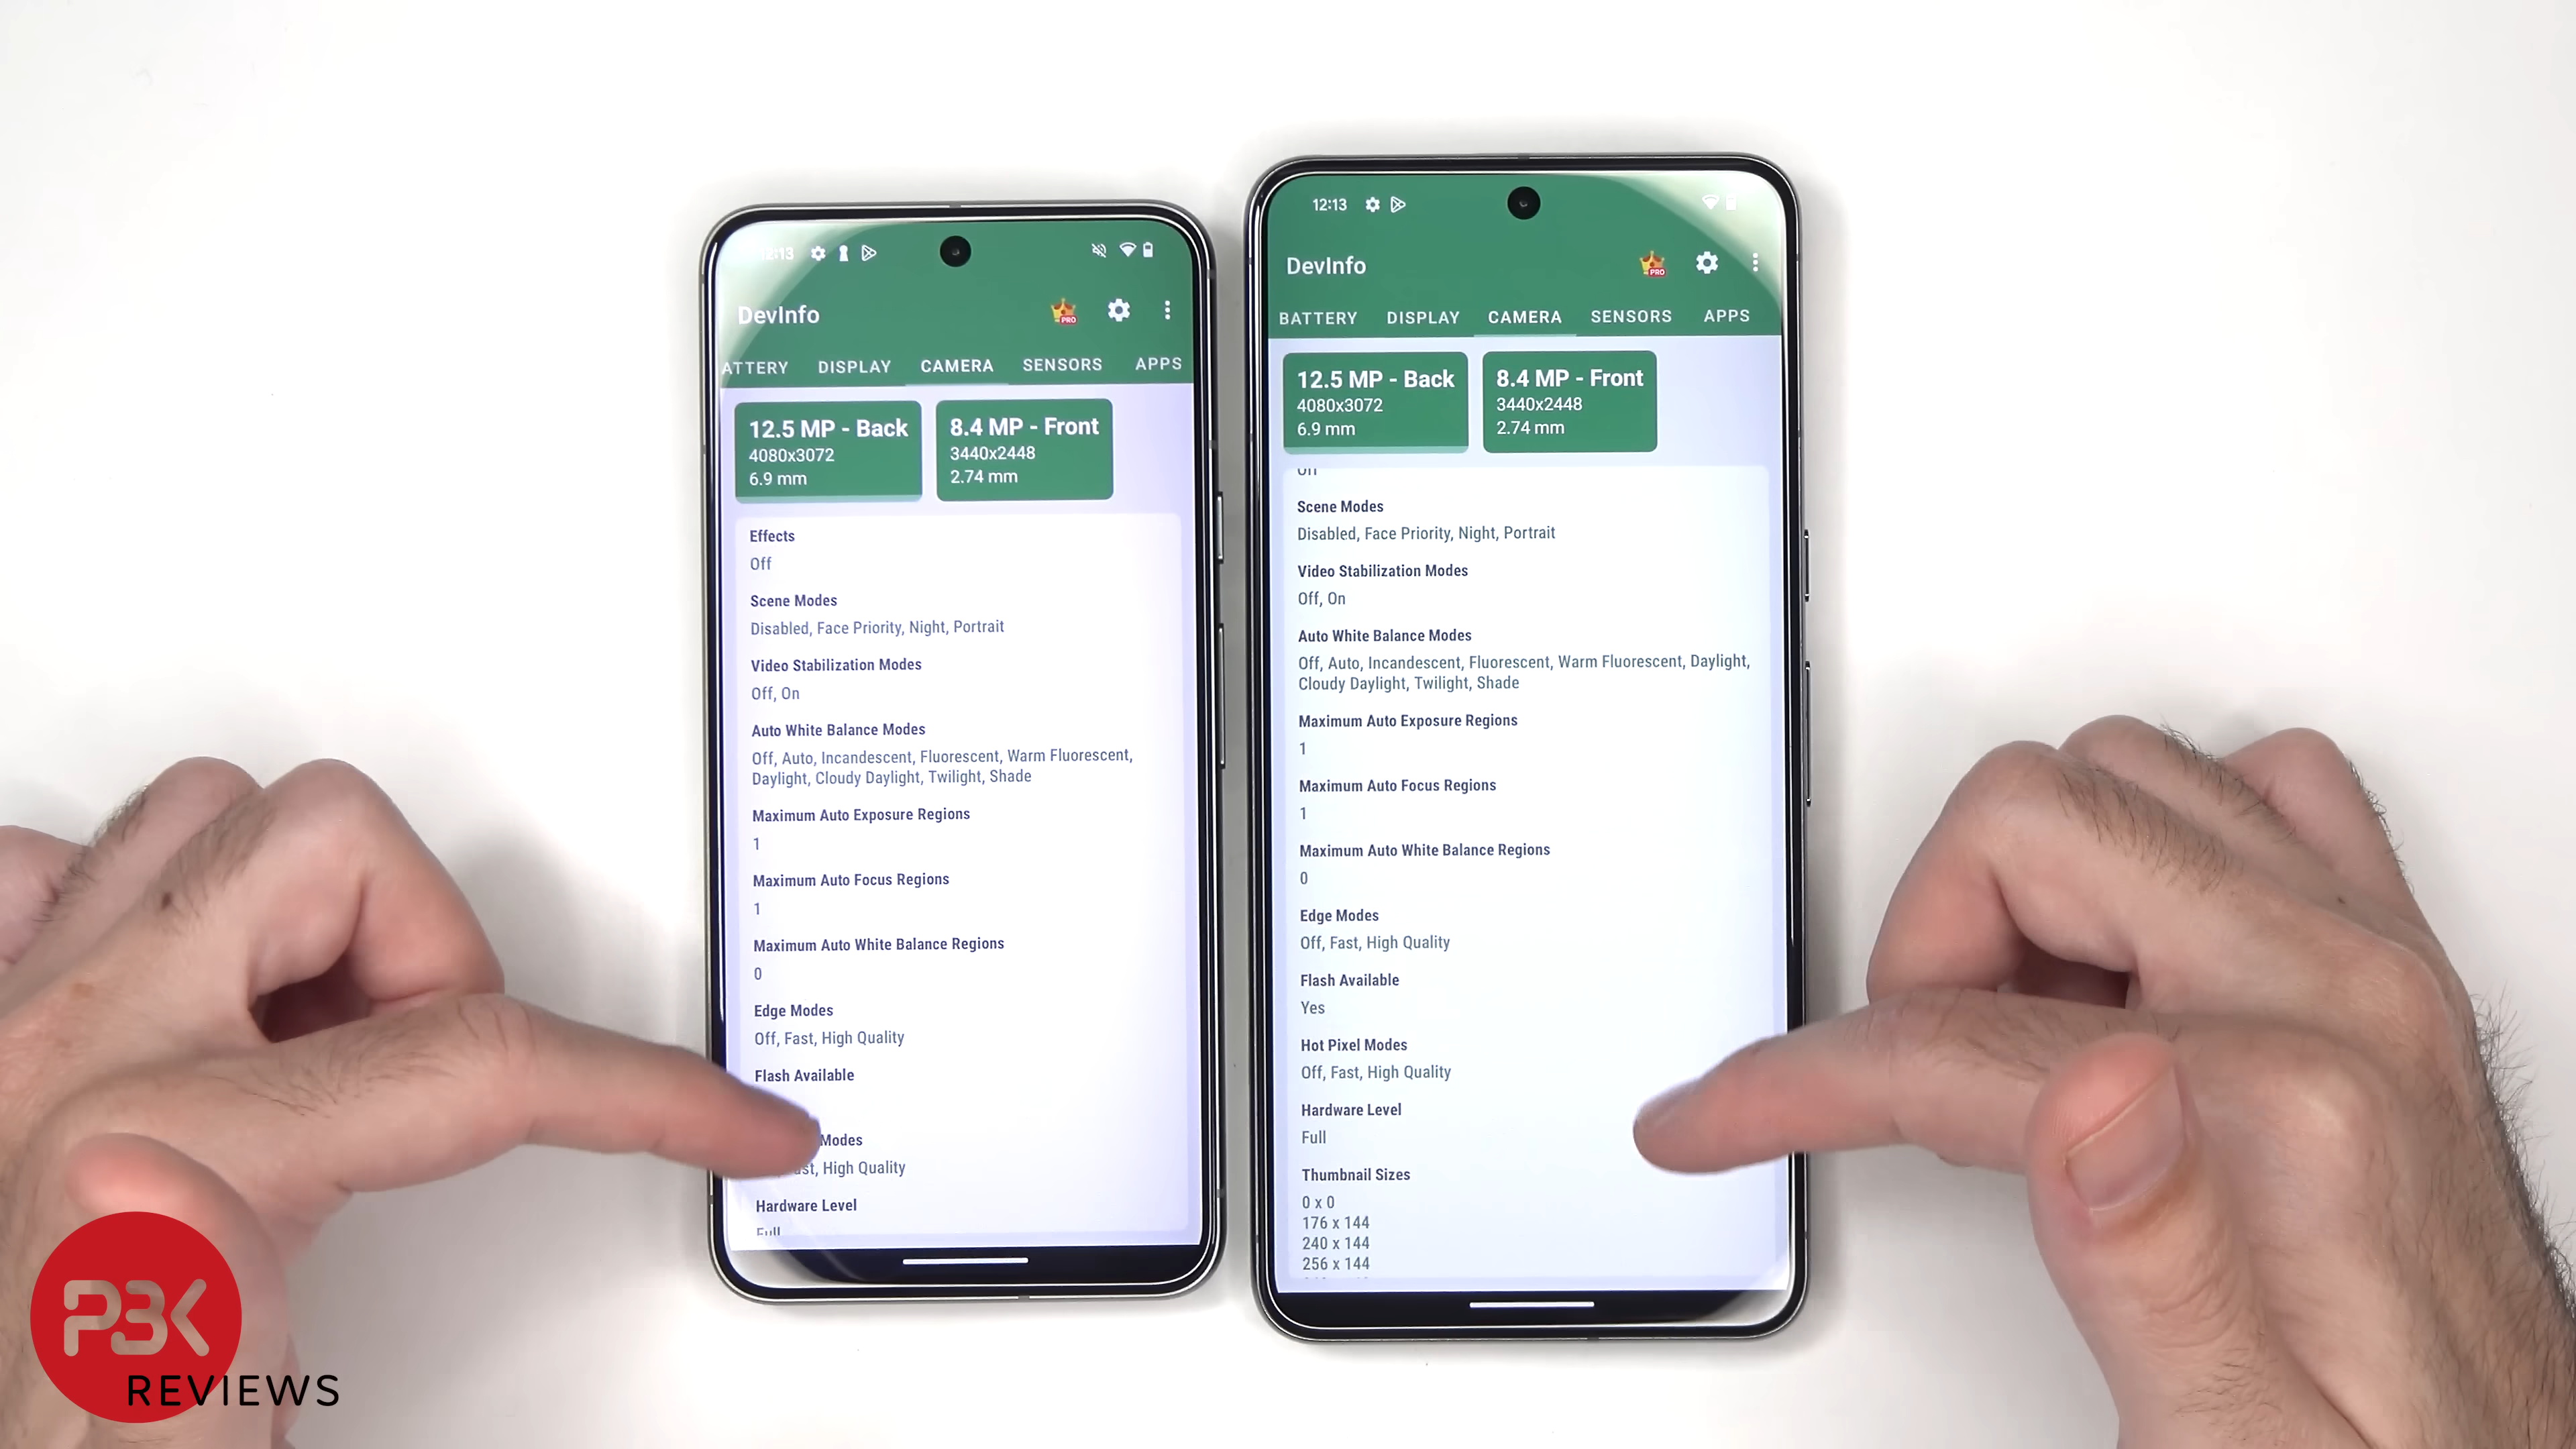 12:13
DevInfo
PRO
ATTERY DISPLAY CAMERA SENSORS APPS
12.5 MP - Back
4080x3072
6.9 mm
8.4 MP - Front
3440x2448
2.74 mm
Effects
Off
Scene Modes
Disabled, Face Priority, Night, Portrait
Video Stabilization Modes
Off, On
Auto White Balance Modes
Off, Auto, Incandescent, Fluorescent, Warm Fluorescent,
Daylight, Cloudy Daylight, Twilight, Shade
Maximum Auto Exposure Regions
1
Maximum Auto Focus Regions
1
Maximum Auto White Balance Regions
0
Edge Modes
Off, Fast, High Quality
Flash Available
Modes
High Quality
Hardware Level
Full
12:13
DevInfo
PRO
BATTERY DISPLAY CAMERA SENSORS APPS
12.5 MP - Back
4080x3072
6.9 mm
8.4 MP - Front
3440x2448
2.74 mm
Scene Modes
Disabled, Face Priority, Night, Portrait
Video Stabilization Modes
Off, On
Auto White Balance Modes
Off, Auto, Incandescent, Fluorescent, Warm Fluorescent, Daylight,
Cloudy Daylight, Twilight, Shade
Maximum Auto Exposure Regions
1
Maximum Auto Focus Regions
1
Maximum Auto White Balance Regions
0
Edge Modes
Off, Fast, High Quality
Flash Available
Yes
Hot Pixel Modes
Off, Fast, High Quality
Hardware Level
Full
Thumbnail Sizes
0 x 0
176 x 144
240 x 144
256 x 144
PBK
REVIEWS